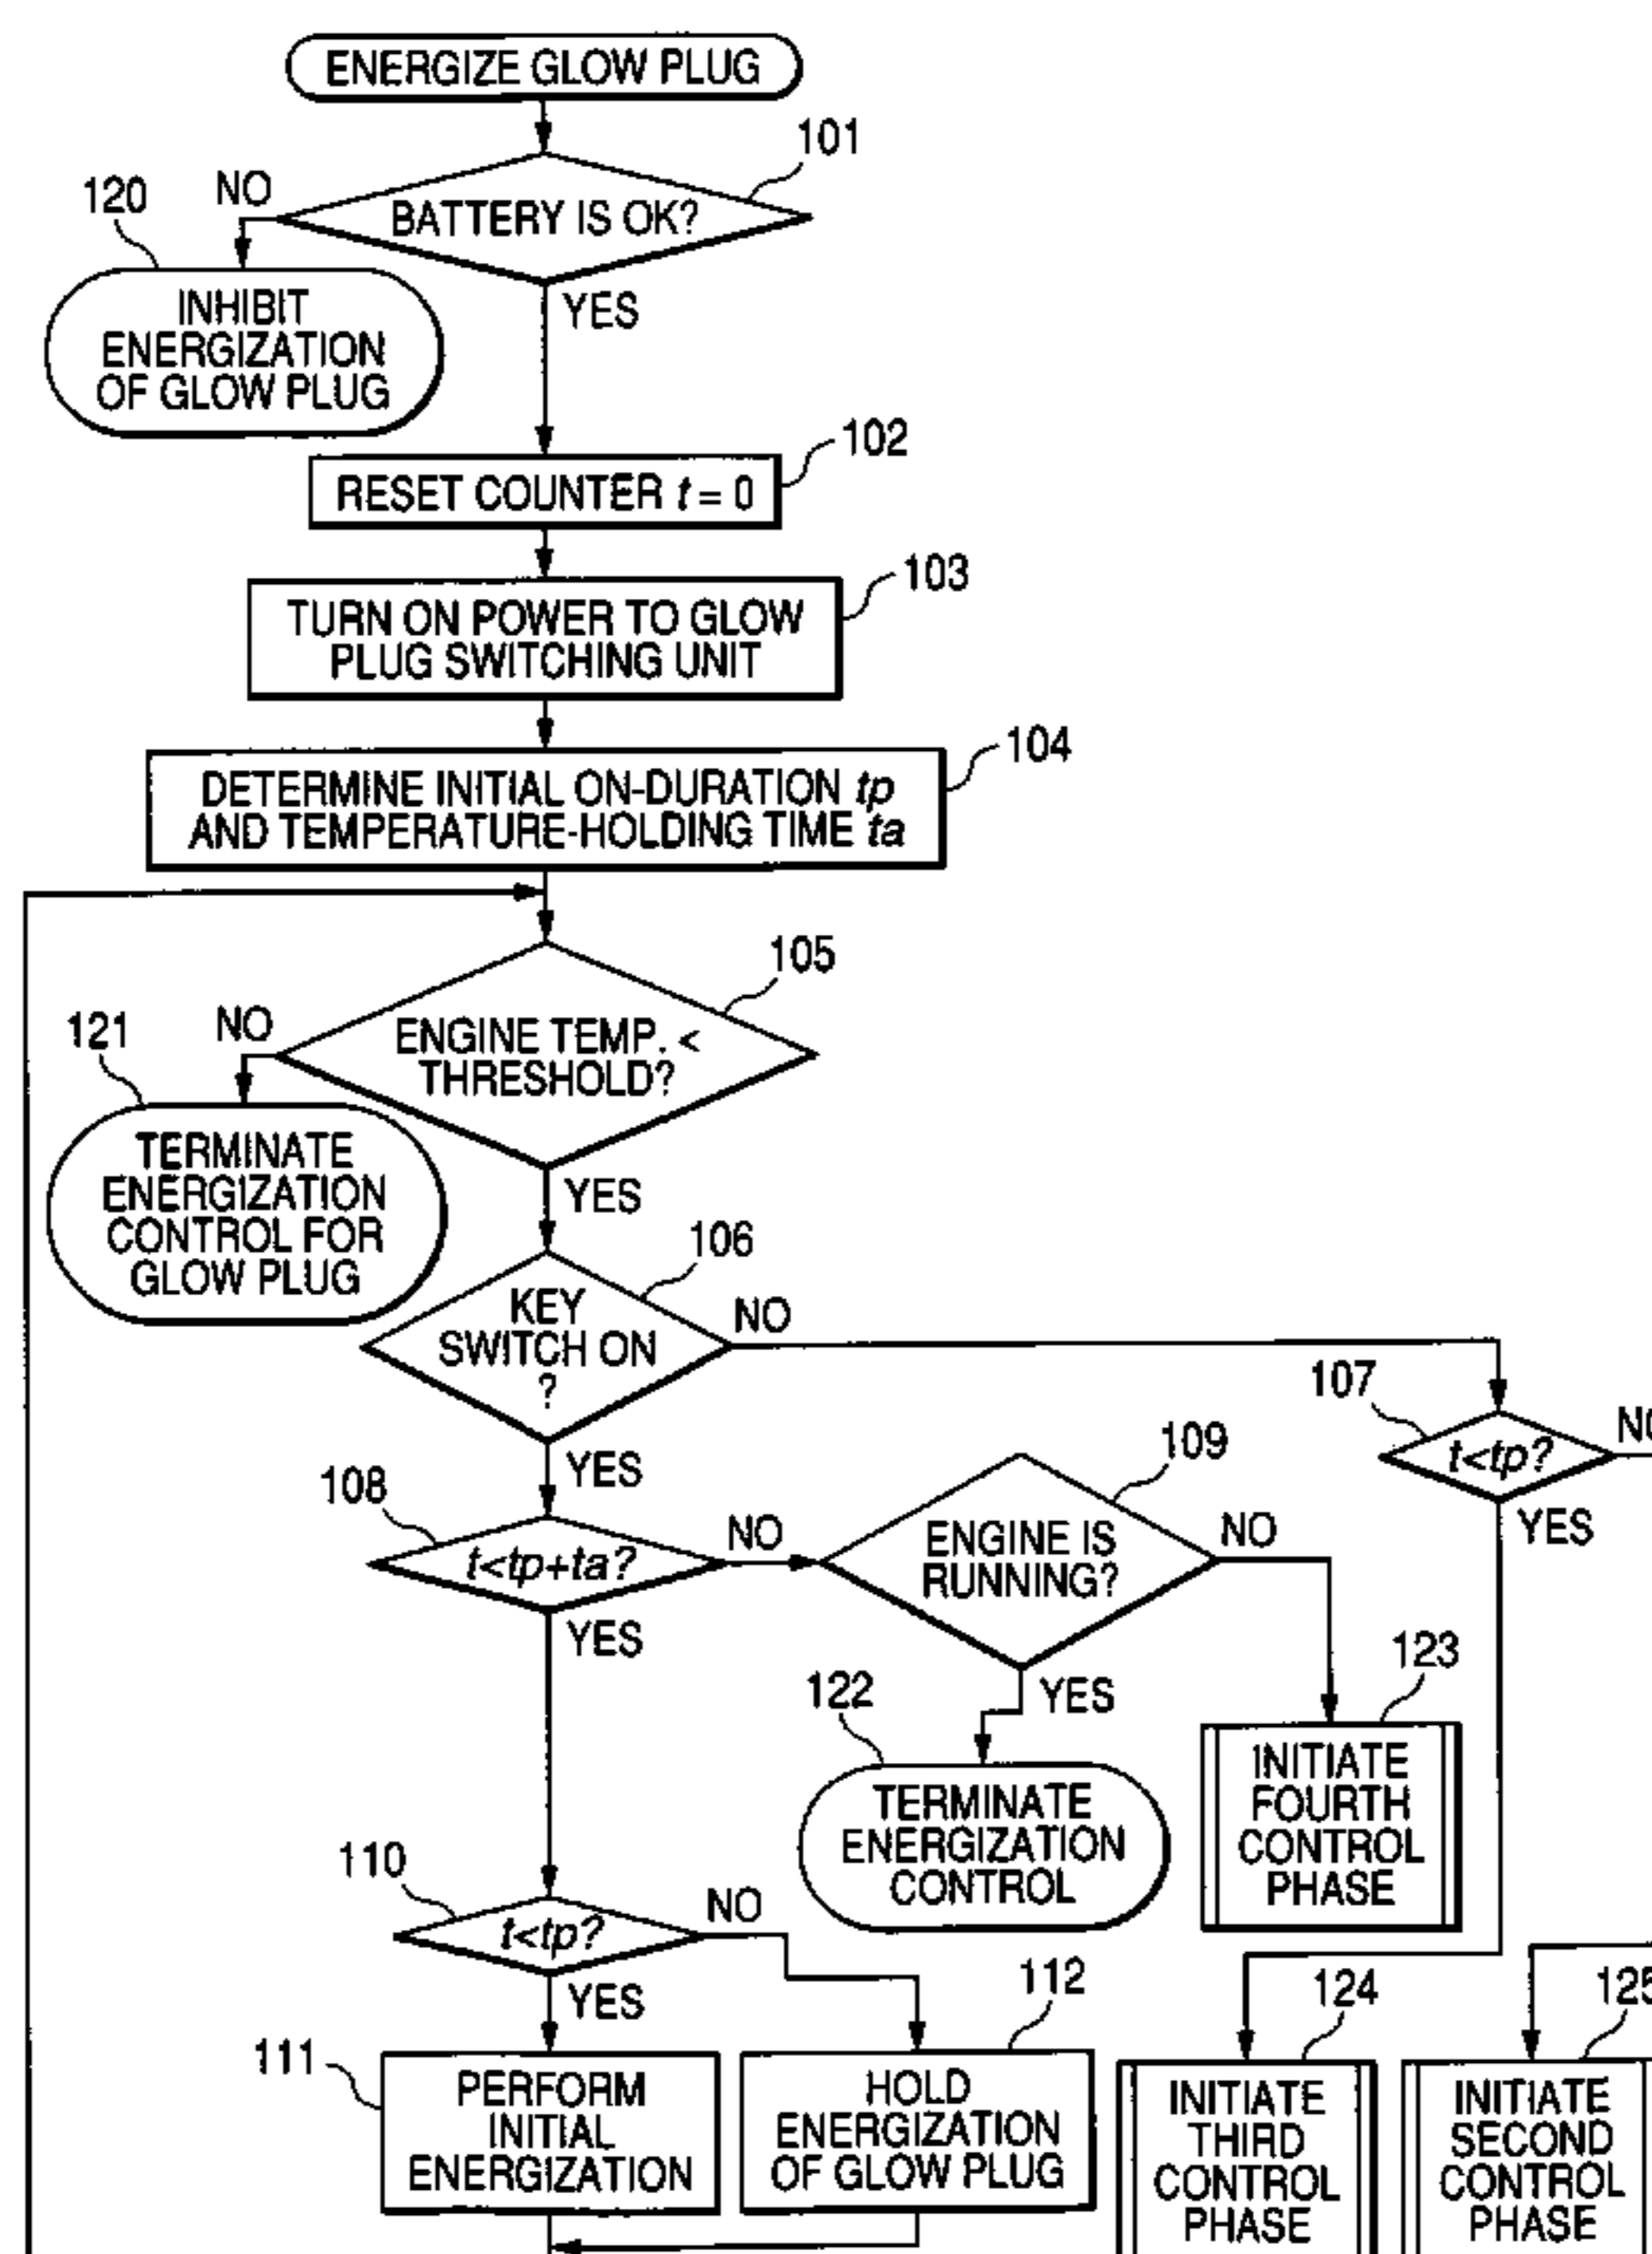 ENERGIZE GLOW PLUG
101
BATTERY IS OK?
NO
120
INHIBIT
ENERGIZATION
OF GLOW PLUG
YES
102
RESET COUNTER t = 0
103
TURN ON POWER TO GLOW
PLUG SWITCHING UNIT
104
DETERMINE INITIAL ON-DURATION tp
AND TEMPERATURE-HOLDING TIME ta
105
ENGINE TEMP. <
THRESHOLD?
NO
121
TERMINATE
ENERGIZATION
CONTROL FOR
GLOW PLUG
YES
106
KEY
SWITCH ON
?
NO
107
t<tp?
NO
YES
YES
108
t<tp+ta?
NO
109
ENGINE IS
RUNNING?
NO
YES
YES
122
TERMINATE
ENERGIZATION
CONTROL
123
INITIATE
FOURTH
CONTROL
PHASE
110
t<tp?
NO
YES
111
PERFORM
INITIAL
ENERGIZATION
112
HOLD
ENERGIZATION
OF GLOW PLUG
124
INITIATE
THIRD
CONTROL
PHASE
125
INITIATE
SECOND
CONTROL
PHASE